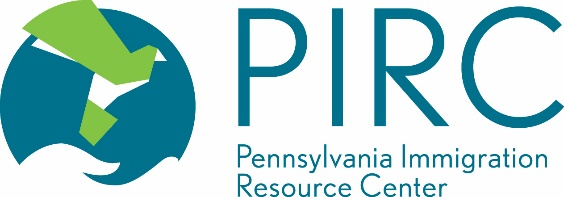 PIRC
Pennsylvania Immigration
Resource Center